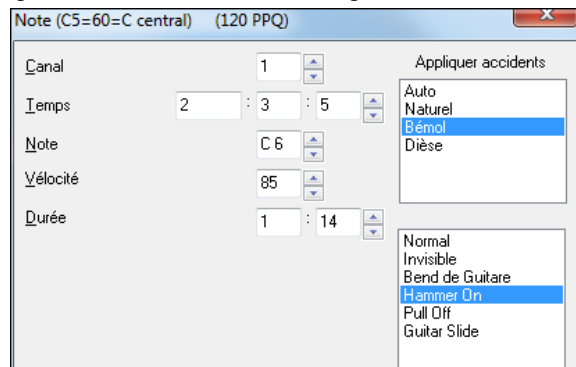 Note (C5=60=C central) (120 PPQ)
Canal 1
Temps 2 : 3 : 5
Note C 6
Vélocité 85
Durée 1 : 14
Appliquer accidents
Auto
Naturel
Bémol
Dièse
Normal
Invisible
Bend de Guitare
Hammer On
Pull Off
Guitar Slide